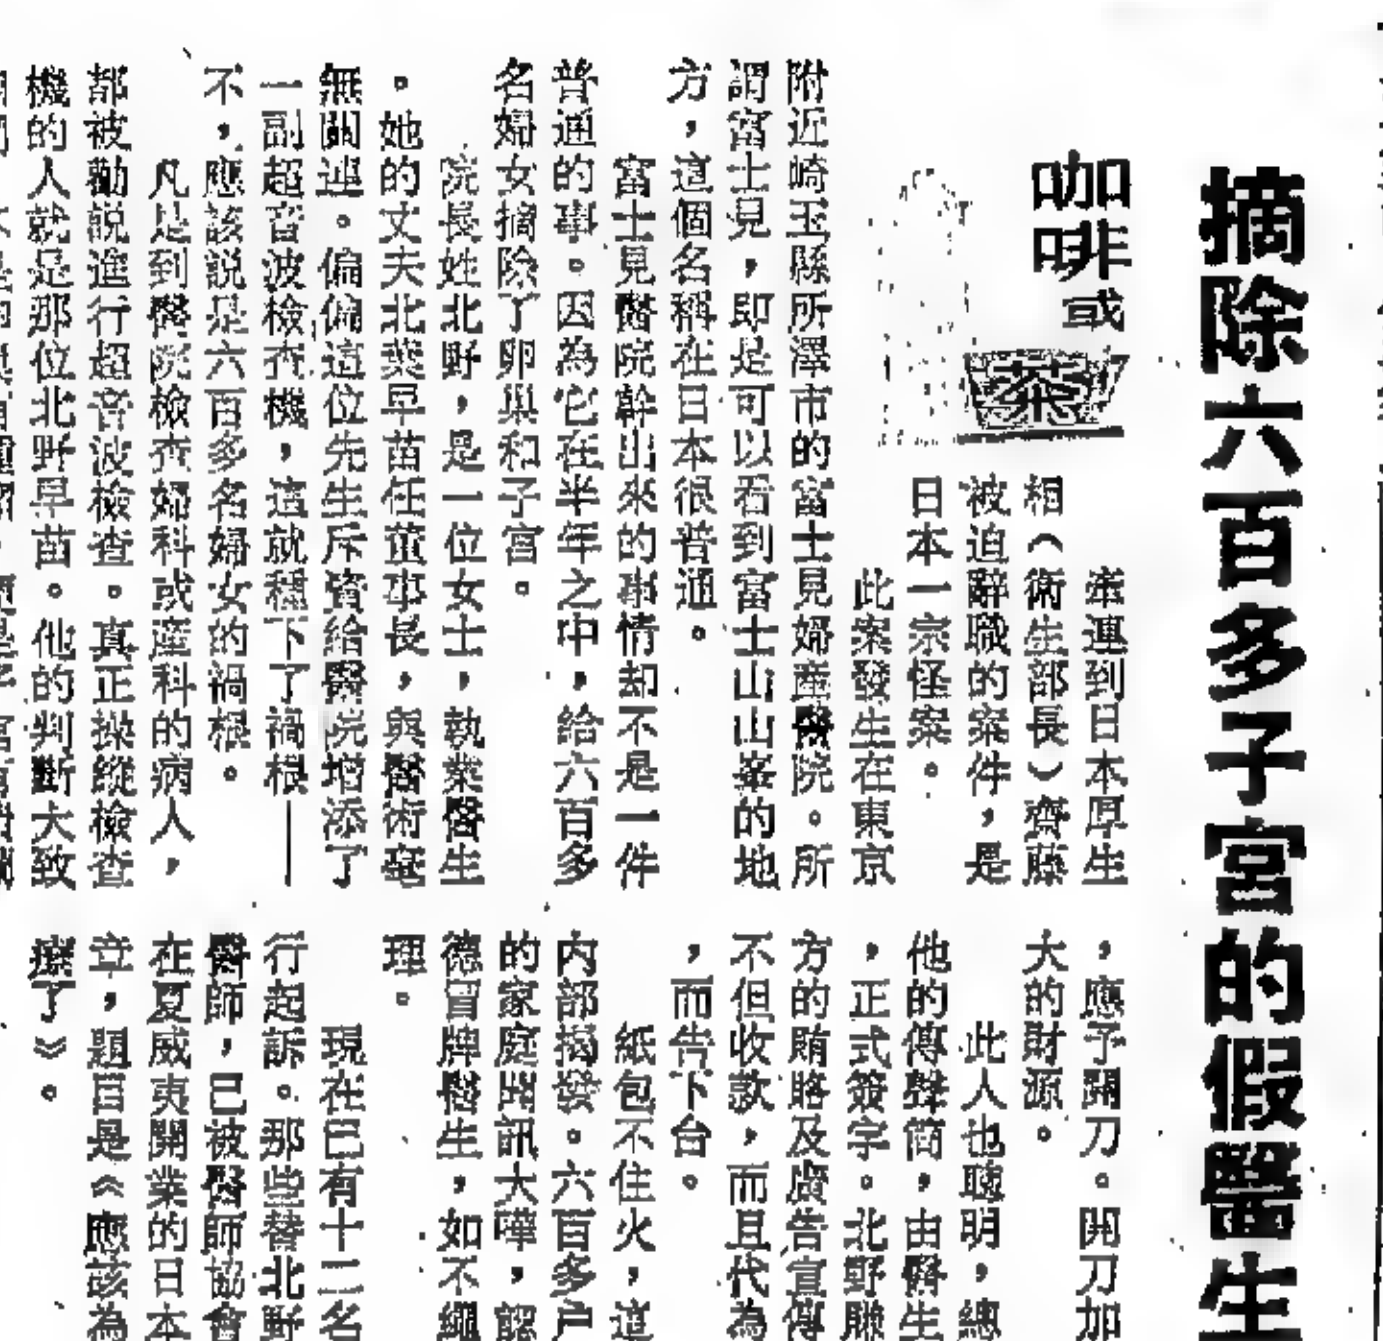 摘除六百多子宮的假醫生
咖啡
或
茶
牽連到日本厚生
相（衛生部長）齋藤
被迫辭職的案件，是
日本一宗怪案。
此案發生在東京
附近崎玉縣所澤市的富士見婦產醫院。所
謂富士見，即是可以看到富士山山峯的地
方，這個名稱在日本很普通。
富士見醫院幹出來的事情却不是一件
普通的事。因為它在半年之中，給六百多
名婦女摘除了卵巢和子宮。
院長姓北野，是一位女士，執業醫生
。她的丈夫北葉早苗任董事長，與醫術毫
無關連。偏偏這位先生斥資給醫院增添了
一副超音波檢查機，這就種下了禍根——
不，應該說是六百多名婦女的禍根。
凡是到醫院檢查婦科或產科的病人，
都被勸說進行超音波檢查。真正操縱檢查
機的人就是那位北野早苗。他的判斷大致
，應予開刀。開刀加
大的財源。
此人也聰明，總
他的傳聲筒，由醫生
，正式簽字。北野聯
方的賄賂及廣告宣傳
不但收款，而且代為
，而告下台。
紙包不住火，這
內部揭發。六百多户
的家庭聞訊大嘩，認
德冒牌醫生，如不繩
理。
現在已有十二名
行起訴。那些替北野
醫師，已被醫師協會
在夏威夷開業的日本
章，題目是《應該為
療了》。